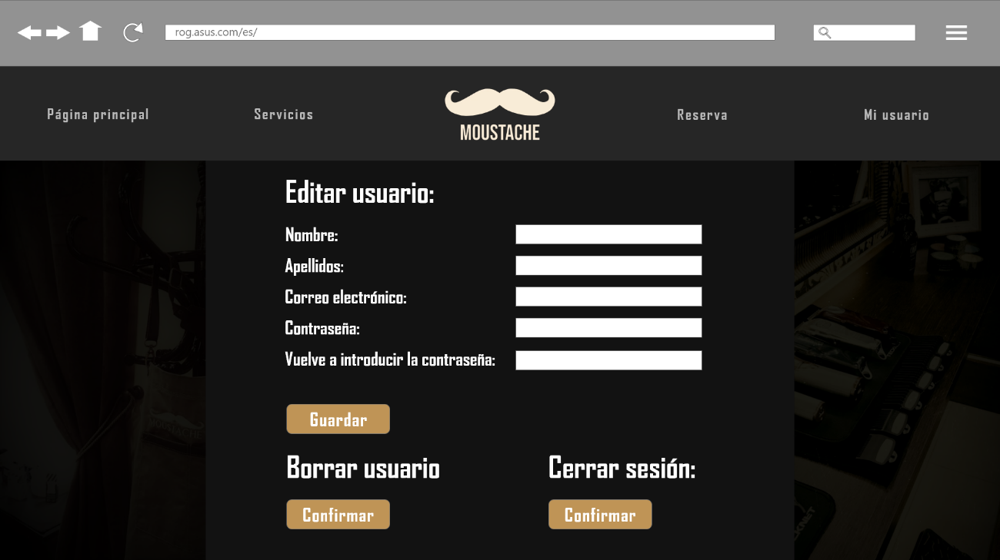 rog.asus.com/es/
Página principal
Servicios
MOUSTACHE
Reserva
Mi usuario
Editar usuario:
Nombre:
Apellidos:
Correo electrónico:
Contraseña:
Vuelve a introducir la contraseña:
Guardar
Borrar usuario
Cerrar sesión:
Confirmar
Confirmar
MOUSTACHE